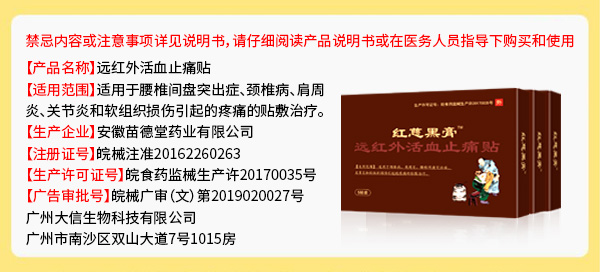 禁忌内容或注意事项详见说明书，请仔细阅读产品说明书或在医务人员指导下购买和使用
【产品名称】远红外活血止痛贴
【适用范围】适用于腰椎间盘突出症、颈椎病、肩周
炎、关节炎和软组织损伤引起的疼痛的贴敷治疗。
【生产企业】安徽苗德堂药业有限公司
【注册证号】皖械注准20162260263
【生产许可证号】皖食药监械生产许20170035号
【广告审批号】皖械广审（文）第2019020027号
广州大信生物科技有限公司
广州市南沙区双山大道7号1015房
红慈黑膏™
远红外活血止痛贴